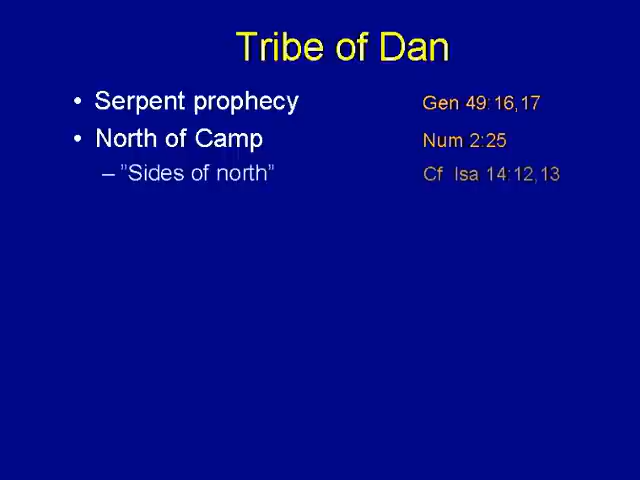 Tribe of Dan
• Serpent prophecy Gen 49:16,17
• North of Camp Num 2:25
– ”Sides of north” Cf Isa 14:12,13